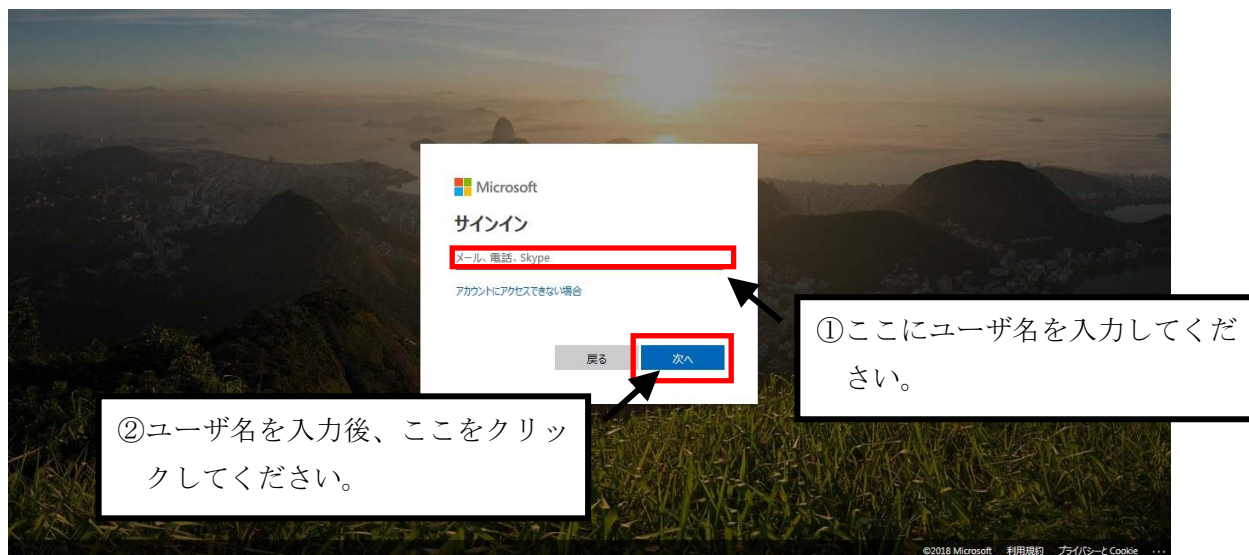 Microsoft
サインイン
メール、電話、Skype
アカウントにアクセスできない場合
戻る
次へ
①ここにユーザ名を入力してくだ
さい。
②ユーザ名を入力後、ここをクリッ
クしてください。
©2018 Microsoft 利用規約 プライバシーと Cookie ...